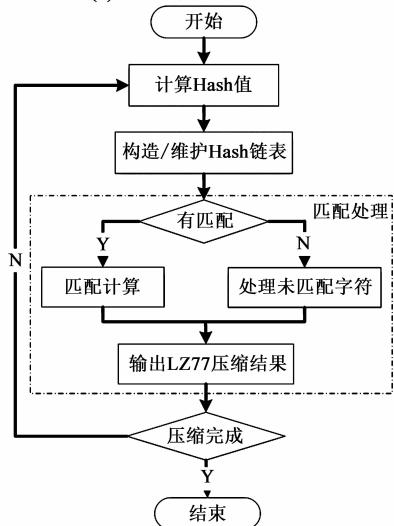 开始
计算Hash值
构造/维护Hash链表
匹配处理
有匹配
Y
N
N
匹配计算
处理未匹配字符
输出LZ77压缩结果
压缩完成
Y
结束